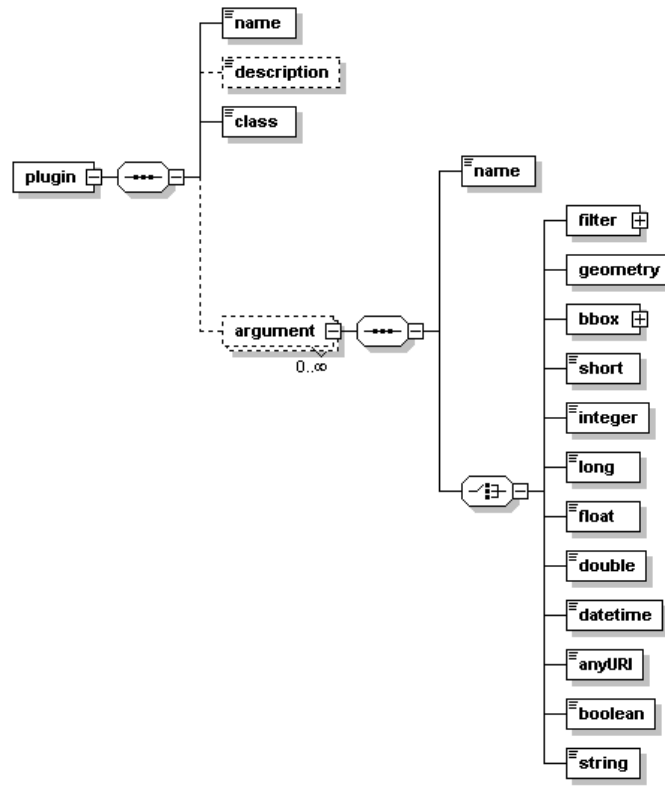 name
description
class
plugin
name
filter
geometry
argument
bbox
0..∞
short
integer
long
float
double
datetime
anyURI
boolean
string